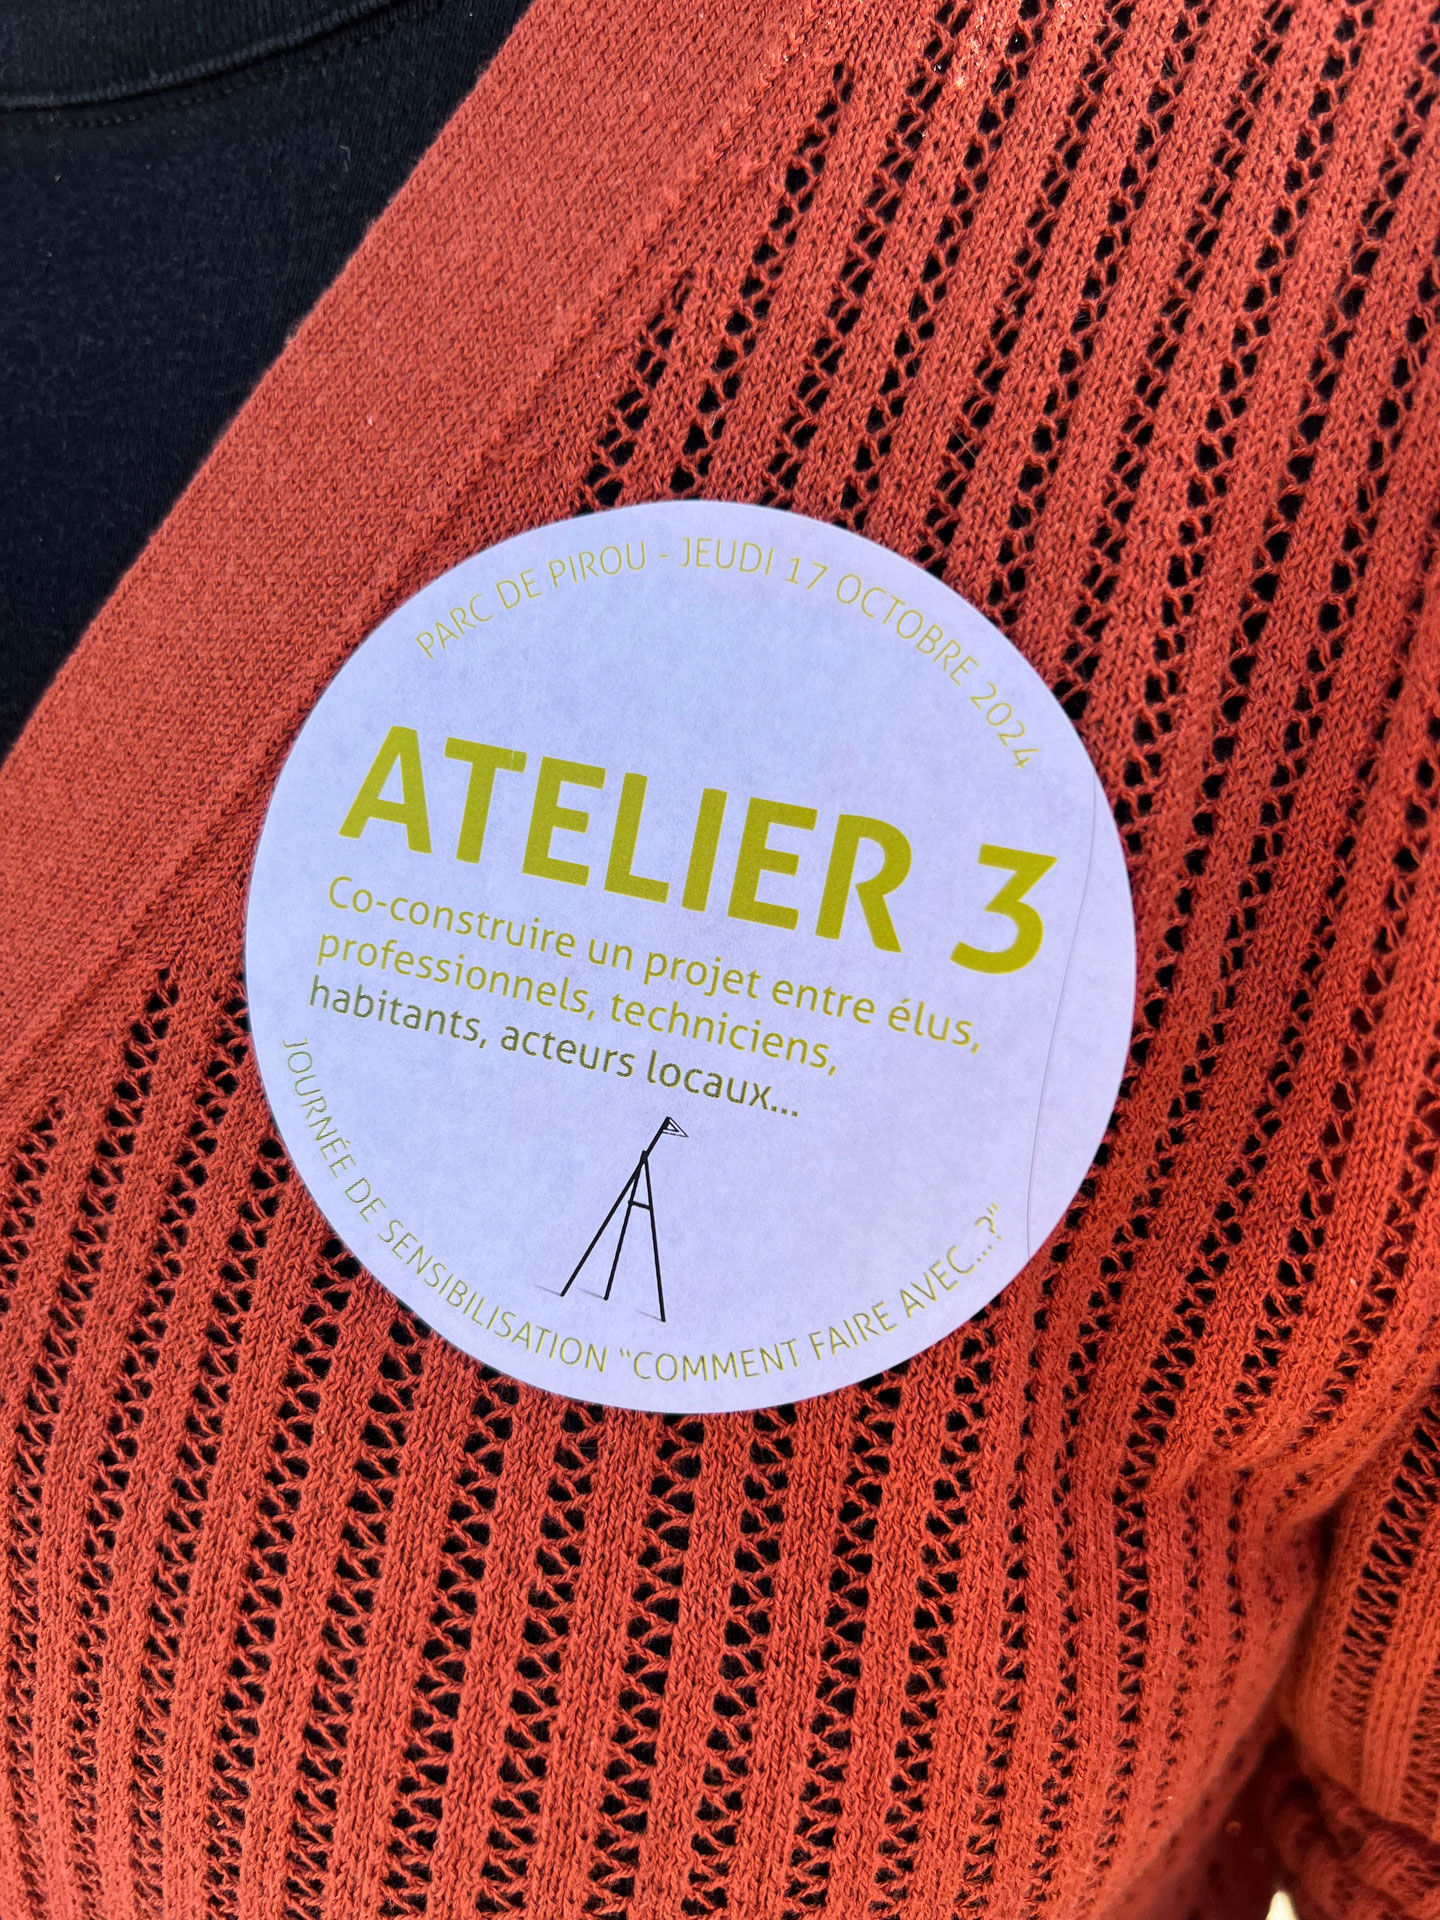 PARC DE PIROU - JEUDI 17 OCTOBRE 2024
ATELIER 3
Co-construire un projet entre élus,
professionnels, techniciens,
habitants, acteurs locaux...
JOURNÉE DE SENSIBILISATION "COMMENT FAIRE AVEC...?"